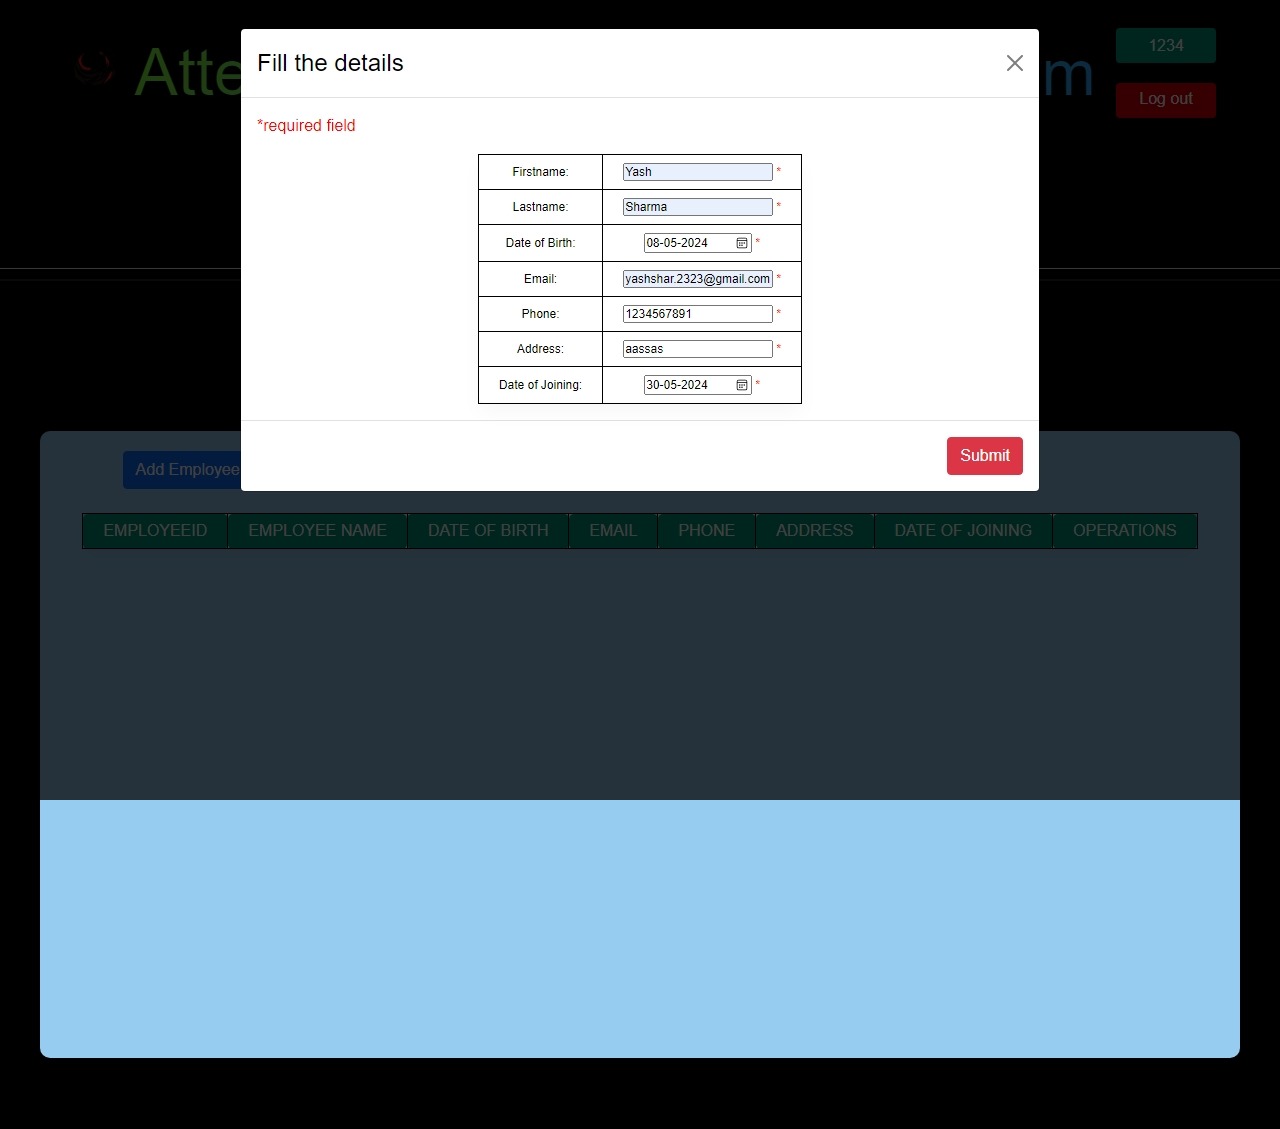 Fill the details
1234
Atte
m
Log out
*required field
Firstname: Yash *
Lastname: Sharma *
Date of Birth: 08-05-2024 *
Email: yashshar.2323@gmail.com *
Phone: 1234567891 *
Address: aassas *
Date of Joining: 30-05-2024 *
Submit
Add Employee
EMPLOYEEID EMPLOYEE NAME DATE OF BIRTH EMAIL PHONE ADDRESS DATE OF JOINING OPERATIONS